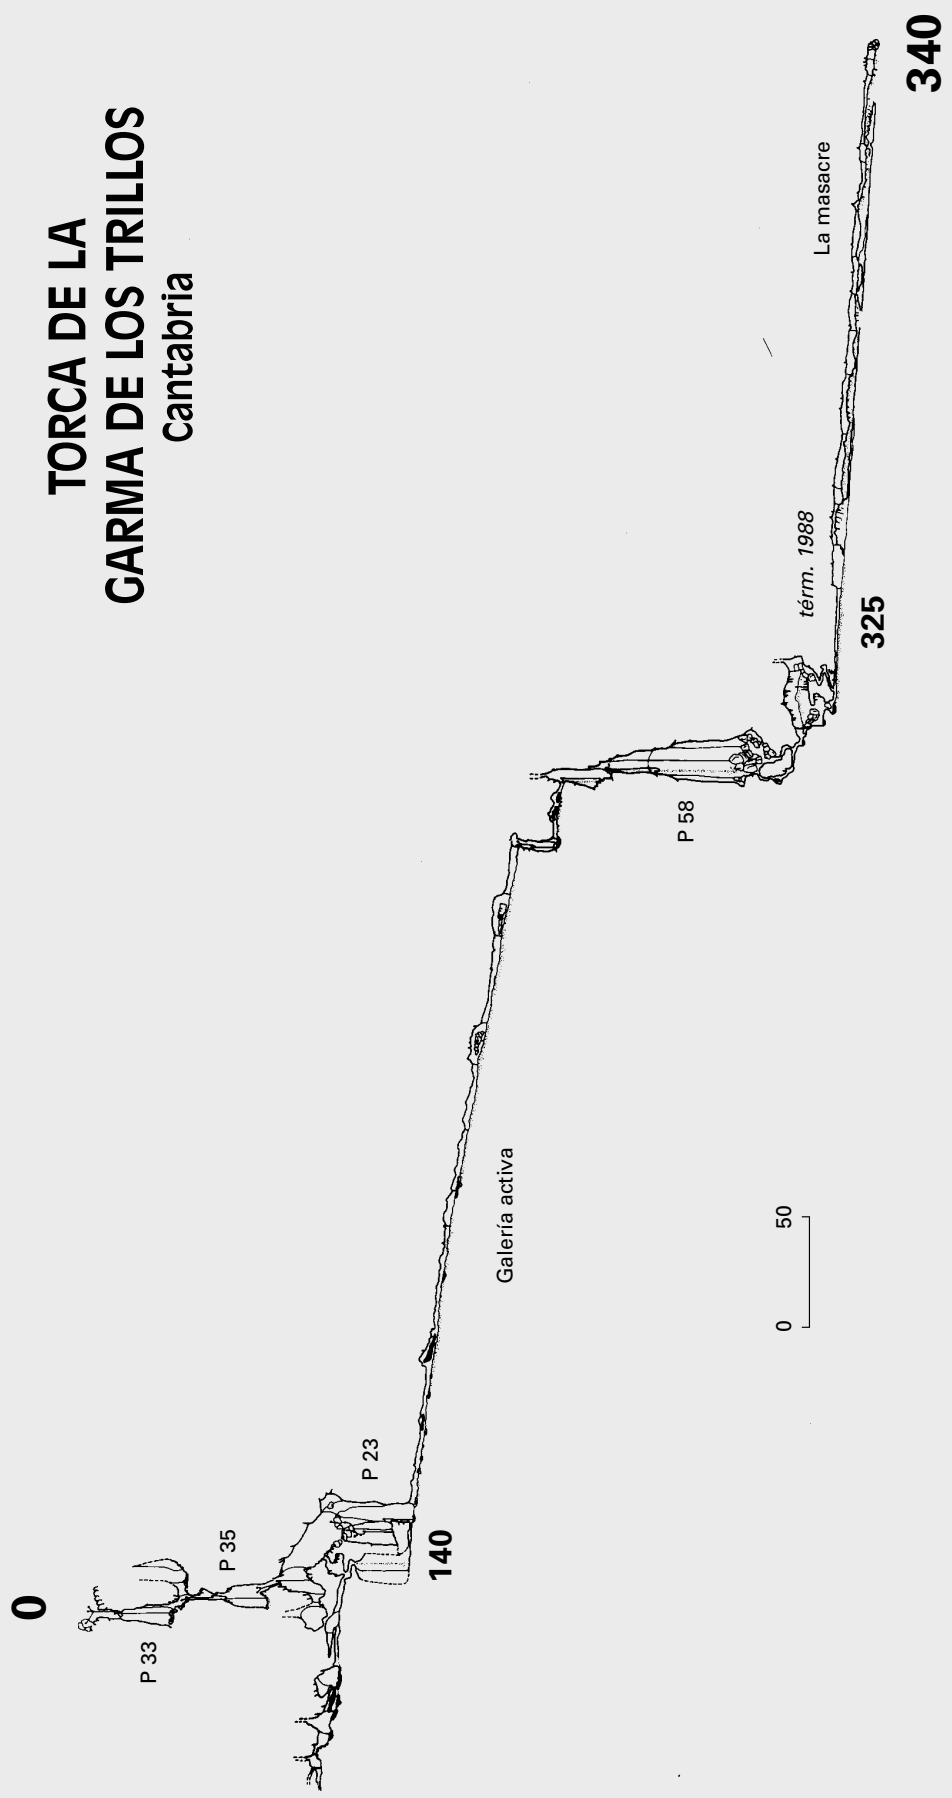 TORCA DE LA
GARMA DE LOS TRILLOS
Cantabria
0
P 33
P 35
P 23
140
Galería activa
P 58
térm. 1988
325
La masacre
340
0 50